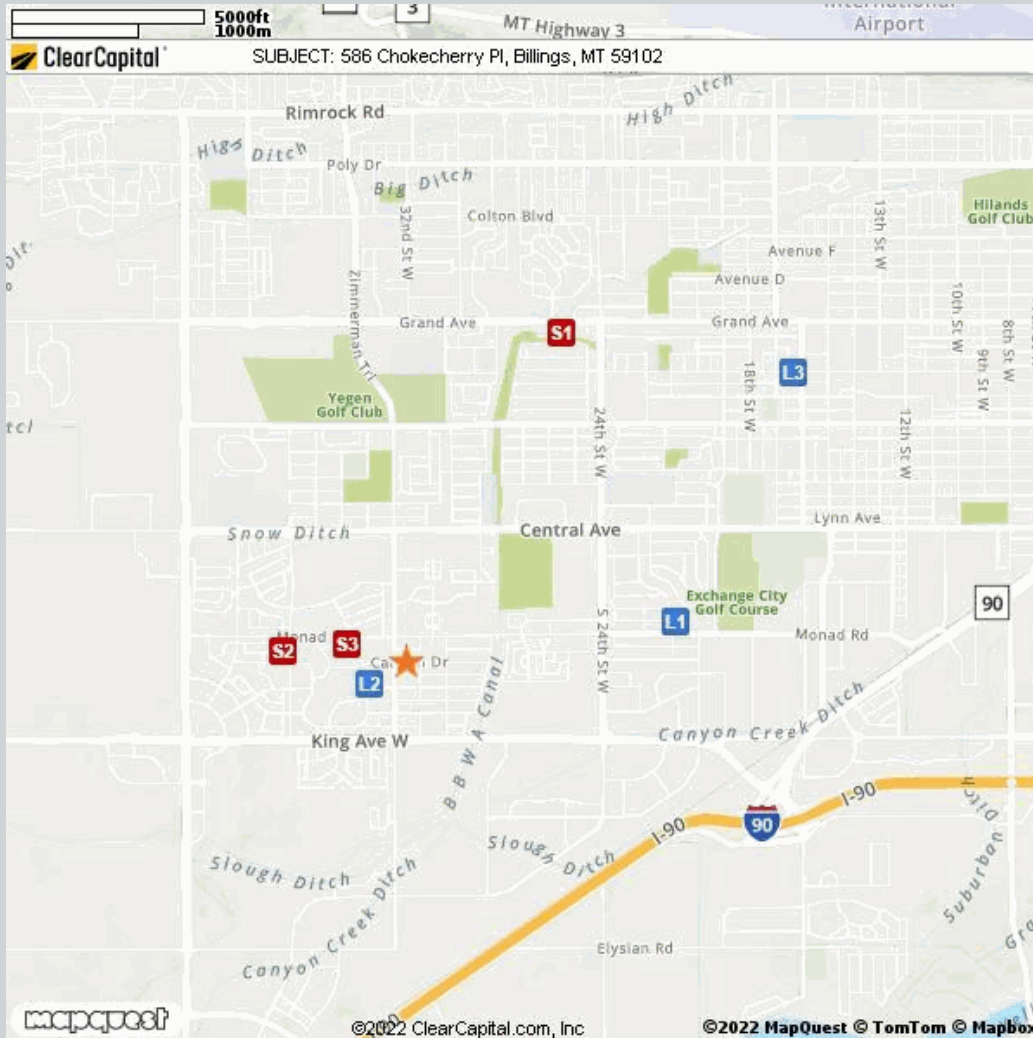 5000ft
1000m
3
MT Highway 3
International
Airport
ClearCapital
SUBJECT: 586 Chokecherry Pl, Billings, MT 59102
Rimrock Rd
High Ditch
High Ditch
Poly Dr
Big Ditch
32nd St W
Colton Blvd
13th St W
Hilands
Golf Club
Avenue F
Avenue D
Zimmerman Trl
10th St W
Grand Ave
S1
Grand Ave
8th St W
9th St W
L3
18th St W
Yegen
Golf Club
24th St W
12th St W
Snow Ditch
Central Ave
Lynn Ave
Exchange City
Golf Course
90
L1
S 24th St W
Monad Rd
Monad
S2
S3
Dr
L2
B B W A Canal
King Ave W
Canyon Creek Ditch
I-90
I-90
90
Slough Ditch
Slough Ditch
Suburban Ditch
Canyon Creek Ditch
Elysian Rd
mapquest
©2022 ClearCapital.com, Inc
©2022 MapQuest © TomTom © Mapbox